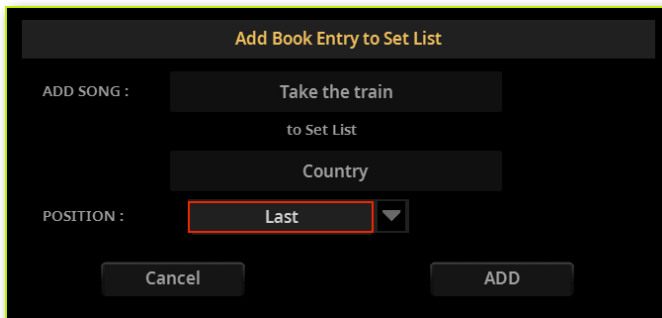 Add Book Entry to Set List
ADD SONG : Take the train
to Set List
Country
POSITION : Last
Cancel ADD